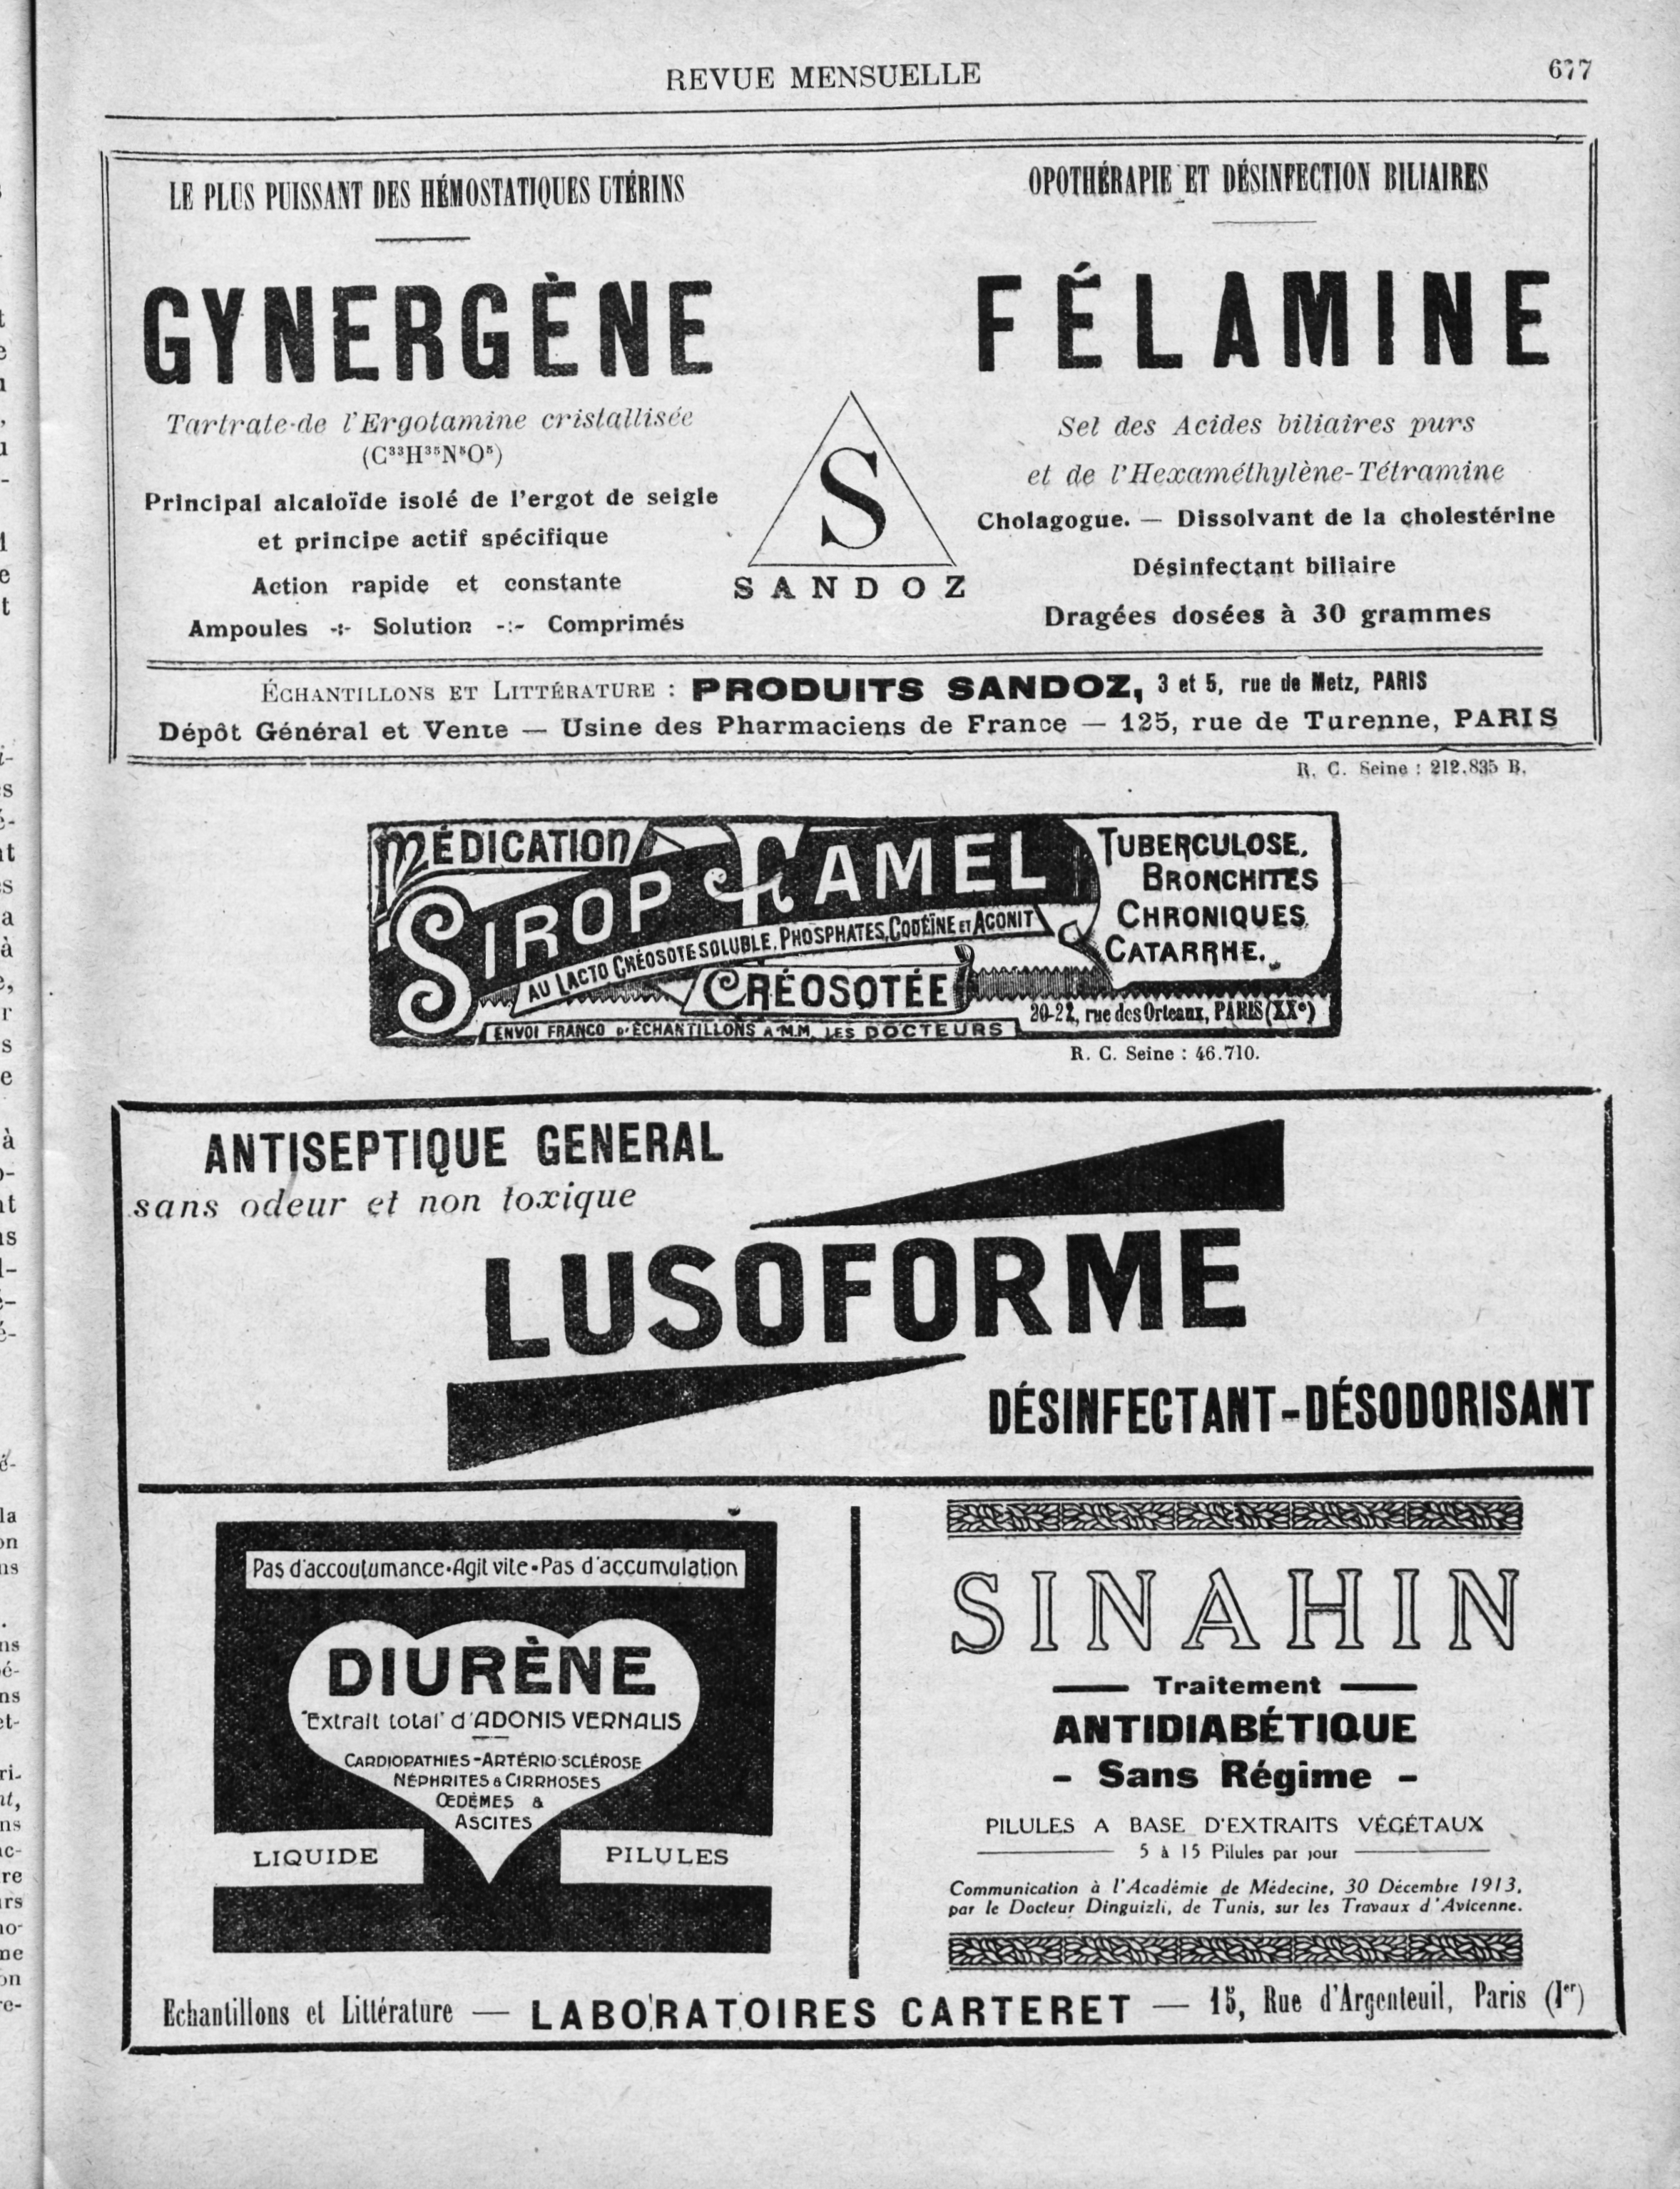 REVUE MENSUELLE
677
LE PLUS PUISSANT DES HÉMOSTATIQUES UTÉRINS
GYNERGÈNE
Tartrate de l'Ergotamine cristallisée
(C³³H³⁵N⁵O⁵)
Principal alcaloïde isolé de l'ergot de seigle
et principe actif spécifique
Action rapide et constante
Ampoules -:- Solution -:- Comprimés
S
SANDOZ
OPOTHÉRAPIE ET DÉSINFECTION BILIAIRES
FÉLAMINE
Sel des Acides biliaires purs
et de l'Hexaméthylène-Tétramine
Cholagogue. — Dissolvant de la cholestérine
Désinfectant biliaire
Dragées dosées à 30 grammes
ÉCHANTILLONS ET LITTÉRATURE : PRODUITS SANDOZ, 3 et 5, rue de Metz, PARIS
Dépôt Général et Vente — Usine des Pharmaciens de France — 125, rue de Turenne, PARIS
R. C. Seine : 212.835 B.
MÉDICATION
SIROP HAMEL
AU LACTO CRÉOSOTE SOLUBLE, PHOSPHATES, CODÉÏNE ET ACONIT
CRÉOSOTÉE
TUBERCULOSE,
BRONCHITES
CHRONIQUES,
CATARRHE.
20-22, rue des Orteaux, PARIS (XXe)
ENVOI FRANCO D'ÉCHANTILLONS A M.M. LES DOCTEURS
R. C. Seine : 46.710.
ANTISEPTIQUE GENERAL
sans odeur et non toxique
LUSOFORME
DÉSINFECTANT-DÉSODORISANT
Pas d'accoutumance•Agit vite•Pas d'accumulation
DIURÈNE
"Extrait total" d'ADONIS VERNALIS
CARDIOPATHIES-ARTÉRIO-SCLÉROSE
NÉPHRITES & CIRRHOSES
ŒDÈMES &
ASCITES
LIQUIDE
PILULES
SINAHIN
Traitement
ANTIDIABÉTIQUE
- Sans Régime -
PILULES A BASE D'EXTRAITS VÉGÉTAUX
5 à 15 Pilules par jour
Communication à l'Académie de Médecine, 30 Décembre 1913,
par le Docteur Dinguizli, de Tunis, sur les Travaux d'Avicenne.
Echantillons et Littérature — LABORATOIRES CARTERET — 15, Rue d'Argenteuil, Paris (Ier)